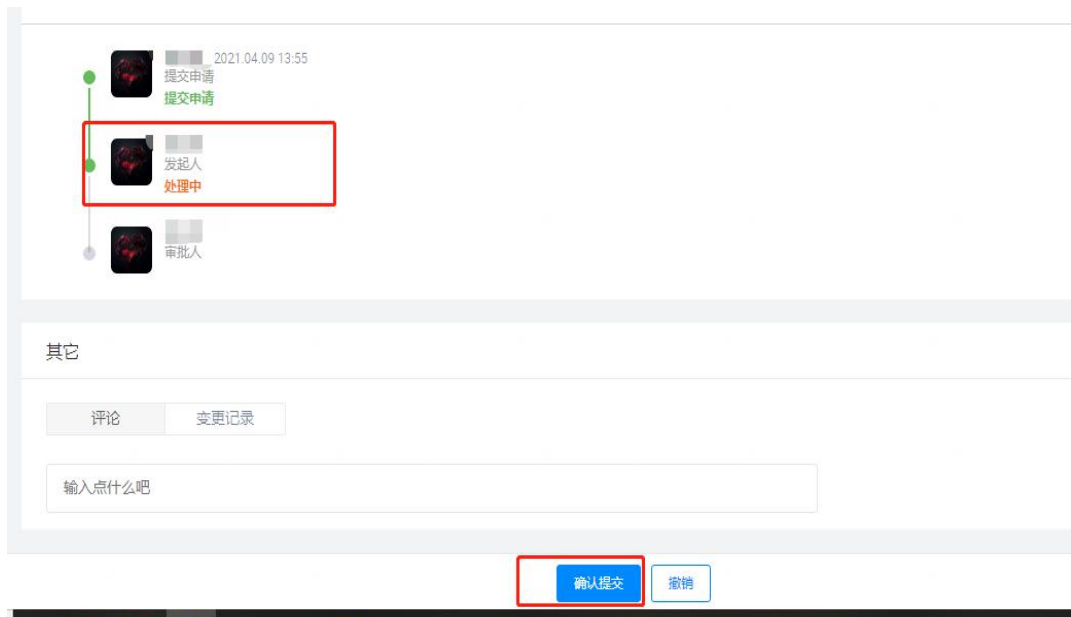 2021.04.09 13:55
提交申请
提交申请
发起人
处理中
审批人
其它
评论 变更记录
输入点什么吧
确认提交 撤销